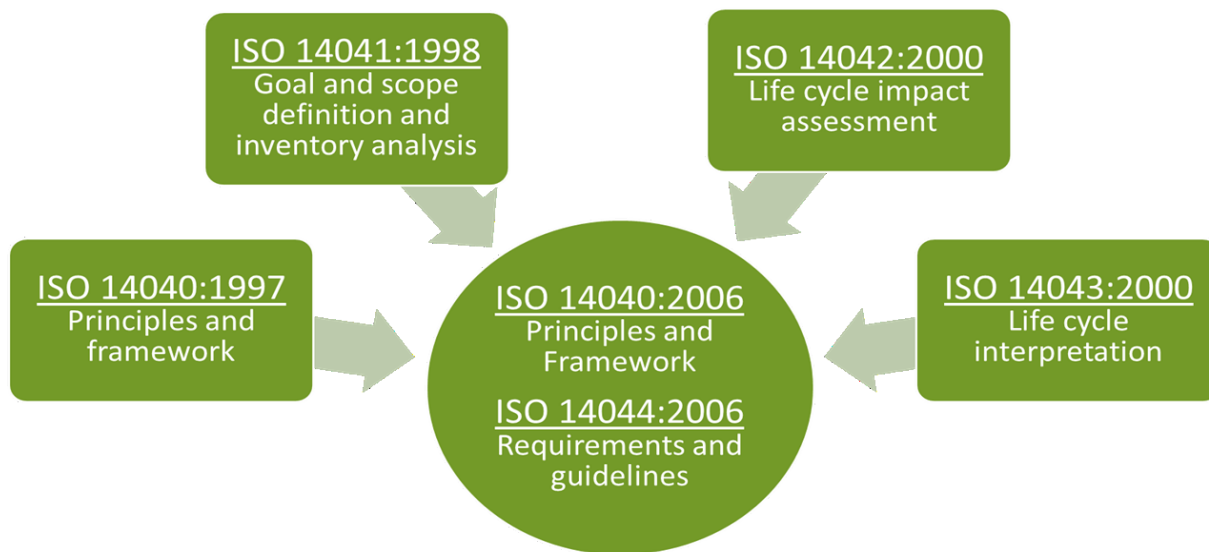 ISO 14041:1998
Goal and scope
definition and
inventory analysis
ISO 14042:2000
Life cycle impact
assessment
ISO 14040:1997
Principles and
framework
ISO 14040:2006
Principles and
Framework
ISO 14044:2006
Requirements and
guidelines
ISO 14043:2000
Life cycle
interpretation